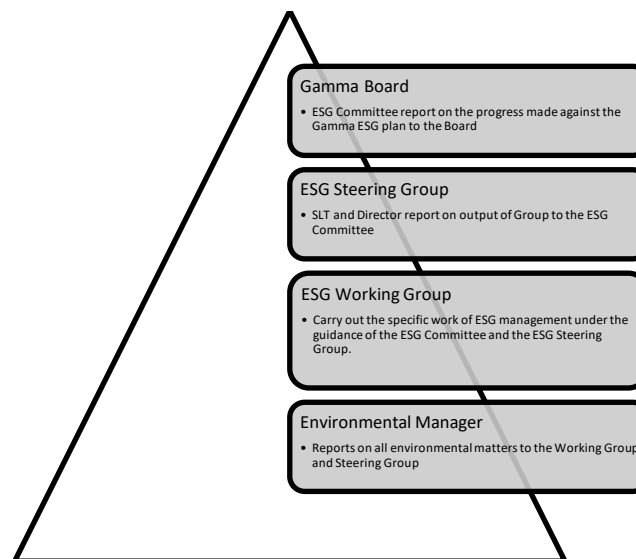 Gamma Board
• ESG Committee report on the progress made against the
Gamma ESG plan to the Board
ESG Steering Group
• SLT and Director report on output of Group to the ESG
Committee
ESG Working Group
• Carry out the specific work of ESG management under the
guidance of the ESG Committee and the ESG Steering
Group.
Environmental Manager
• Reports on all environmental matters to the Working Group
and Steering Group